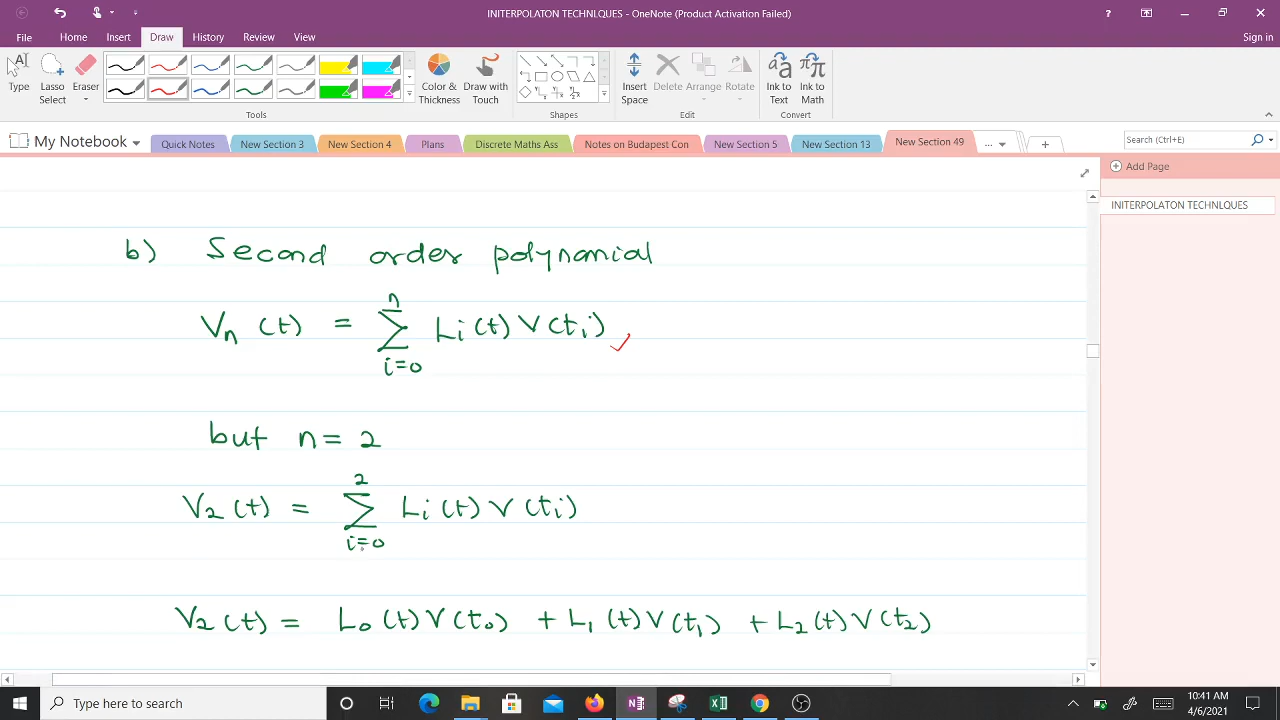 INITERPOLATON TECHNLQUES - OneNote (Product Activation Failed)
File Home Insert Draw History Review View Sign in
Type Lasso Select Eraser Color & Thickness Draw with Touch Insert Space Delete Arrange Rotate Ink to Text Ink to Math
Tools Shapes Edit Convert
My Notebook Quick Notes New Section 3 New Section 4 Plans Discrete Maths Ass Notes on Budapest Con New Section 5 New Section 13 New Section 49 ... Search (Ctrl+E)
Add Page
INITERPOLATON TECHNLQUES
b) Second order polynomial
Vn (t) = n∑i=0 Li(t) V(ti) ✓
but n = 2
V2 (t) = 2∑i=0 Li(t) V(ti)
V2 (t) = L0 (t) V(t0) + L1 (t) V(t1) + L2 (t) V(t2)
Type here to search
10:41 AM
4/6/2021